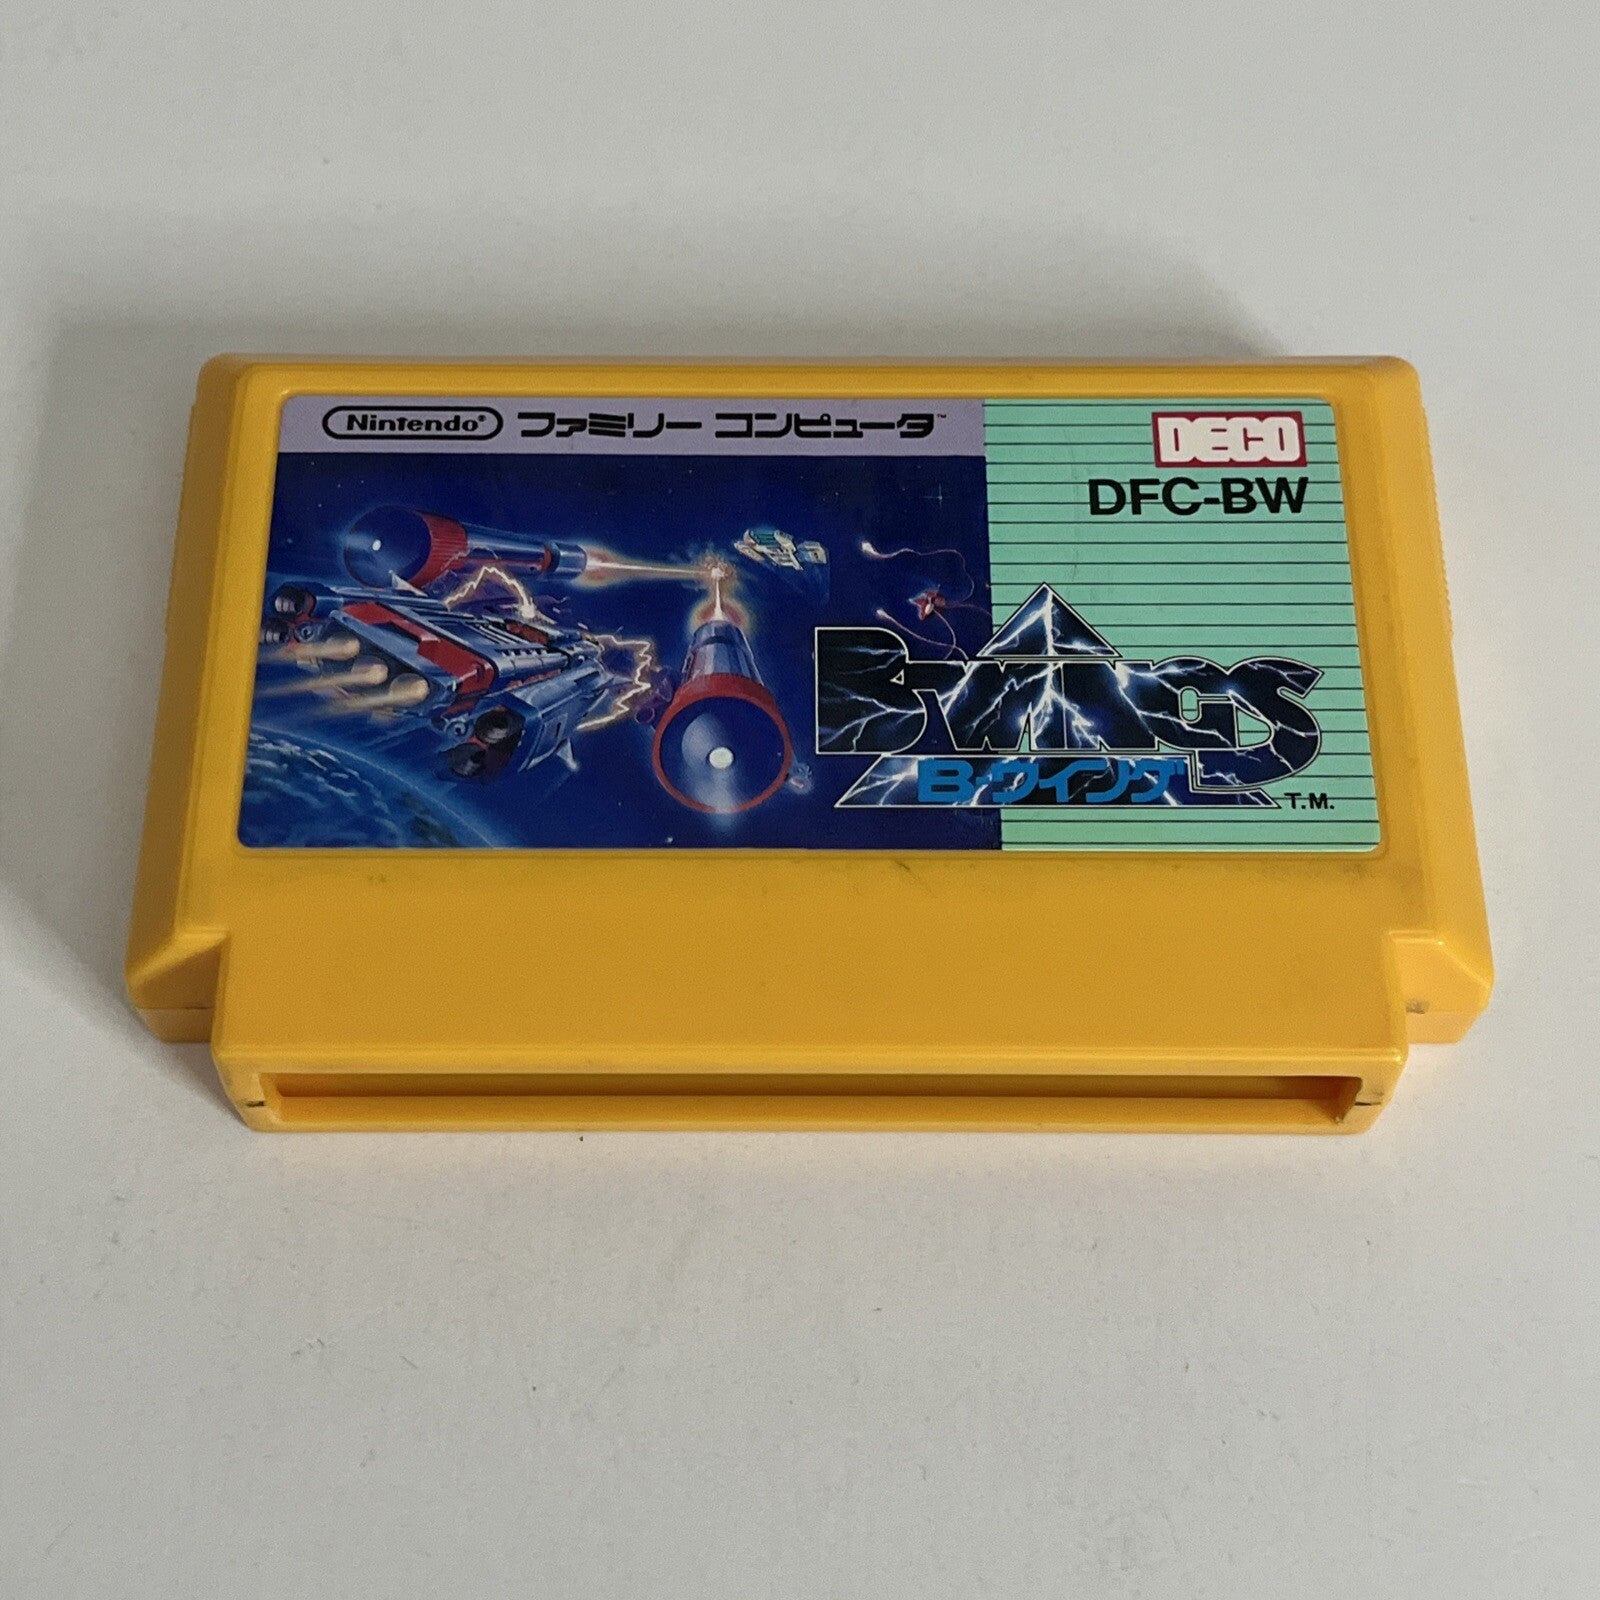 Nintendo® ファミリー コンピュータ™
DECO
DFC-BW
B-WINGS
B・ウイング
T.M.